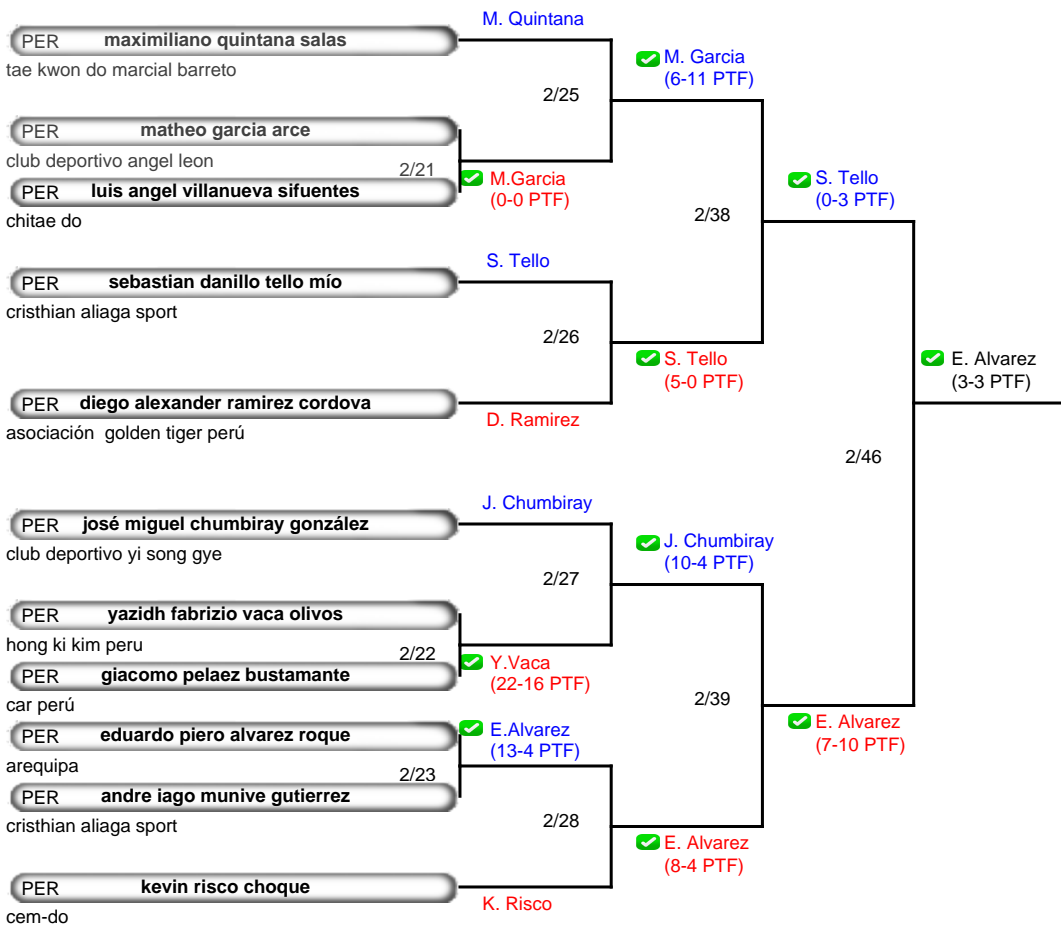 M. Quintana
PER maximiliano quintana salas
tae kwon do marcial barreto
M. Garcia
(6-11 PTF)
2/25
PER matheo garcia arce
club deportivo angel leon
2/21
PER luis angel villanueva sifuentes
chitae do
M.Garcia
(0-0 PTF)
S. Tello
(0-3 PTF)
2/38
S. Tello
PER sebastian danillo tello mío
cristhian aliaga sport
2/26
S. Tello
(5-0 PTF)
E. Alvarez
(3-3 PTF)
PER diego alexander ramirez cordova
asociación golden tiger perú
D. Ramirez
2/46
J. Chumbiray
PER josé miguel chumbiray gonzález
club deportivo yi song gye
J. Chumbiray
(10-4 PTF)
2/27
PER yazidh fabrizio vaca olivos
hong ki kim peru
2/22
PER giacomo pelaez bustamante
car perú
Y.Vaca
(22-16 PTF)
2/39
PER eduardo piero alvarez roque
arequipa
E.Alvarez
(13-4 PTF)
E. Alvarez
(7-10 PTF)
2/23
PER andre iago munive gutierrez
cristhian aliaga sport
2/28
E. Alvarez
(8-4 PTF)
PER kevin risco choque
cem-do
K. Risco